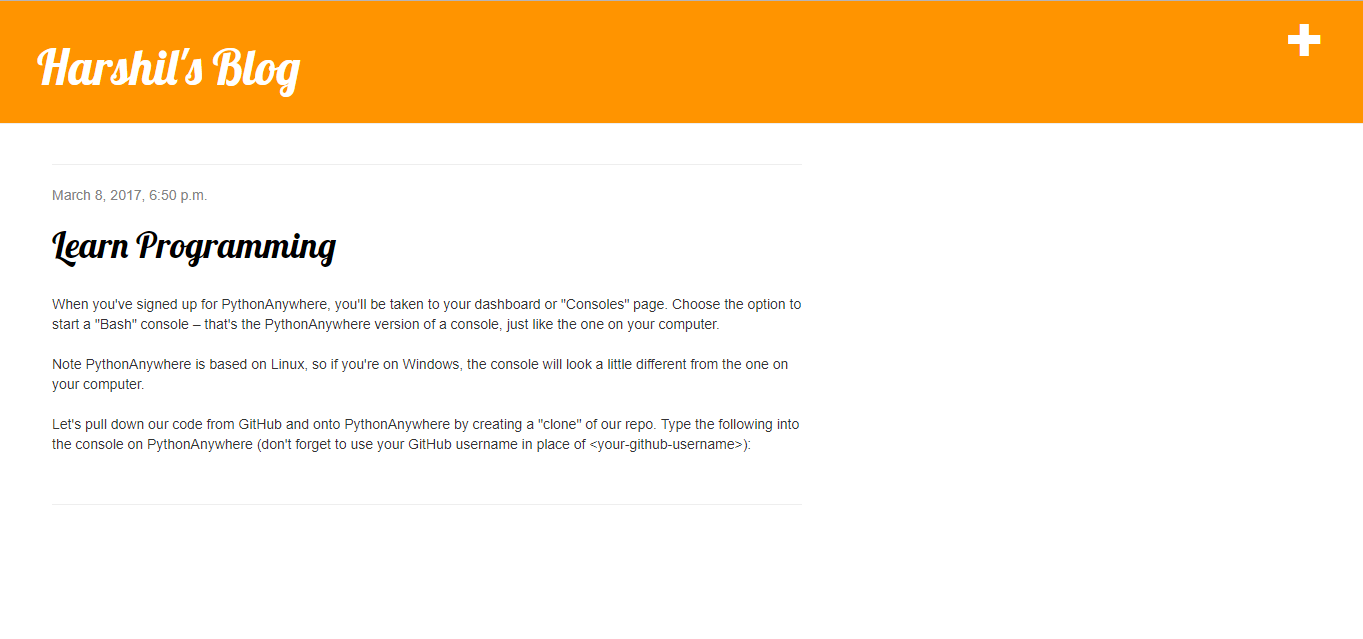 Harshil's Blog
March 8, 2017, 6:50 p.m.
Learn Programming
When you've signed up for PythonAnywhere, you'll be taken to your dashboard or "Consoles" page. Choose the option to
start a "Bash" console – that's the PythonAnywhere version of a console, just like the one on your computer.
Note PythonAnywhere is based on Linux, so if you're on Windows, the console will look a little different from the one on
your computer.
Let's pull down our code from GitHub and onto PythonAnywhere by creating a "clone" of our repo. Type the following into
the console on PythonAnywhere (don't forget to use your GitHub username in place of <your-github-username>):